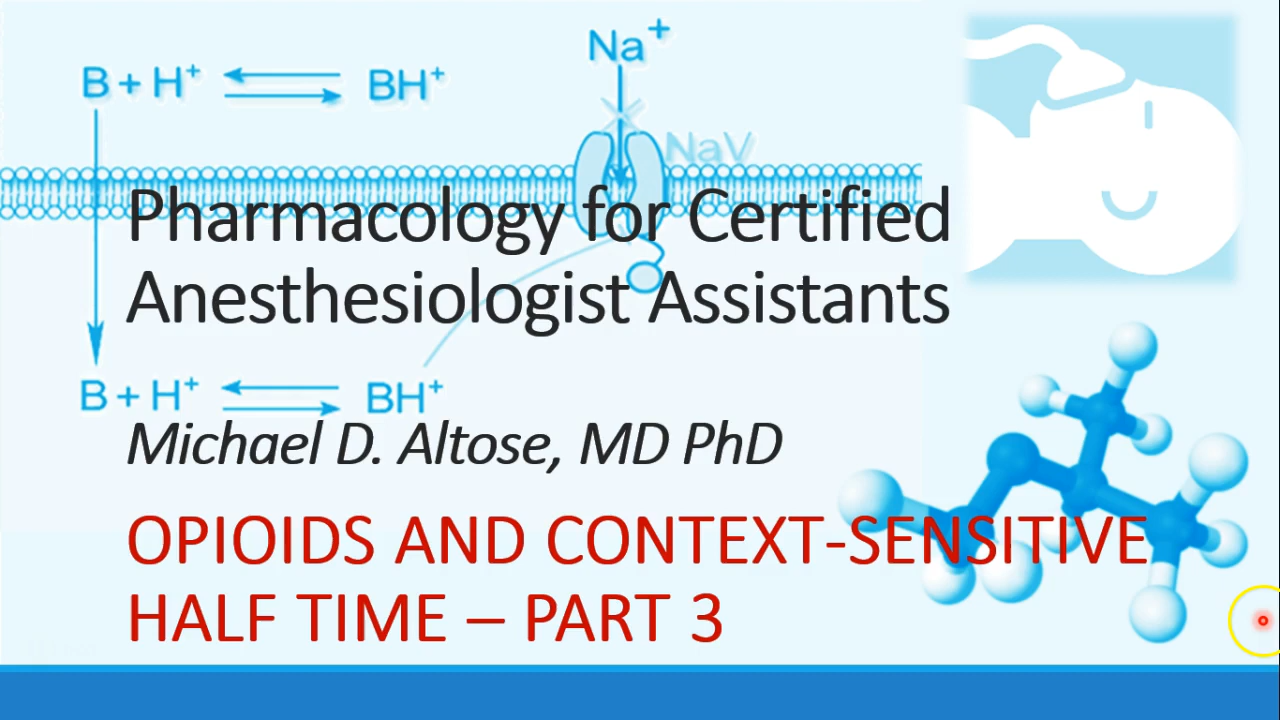 Na⁺
B + H⁺ BH⁺
NaV
Pharmacology for Certified
Anesthesiologist Assistants
B + H⁺ BH⁺
Michael D. Altose, MD PhD
OPIOIDS AND CONTEXT-SENSITIVE
HALF TIME – PART 3